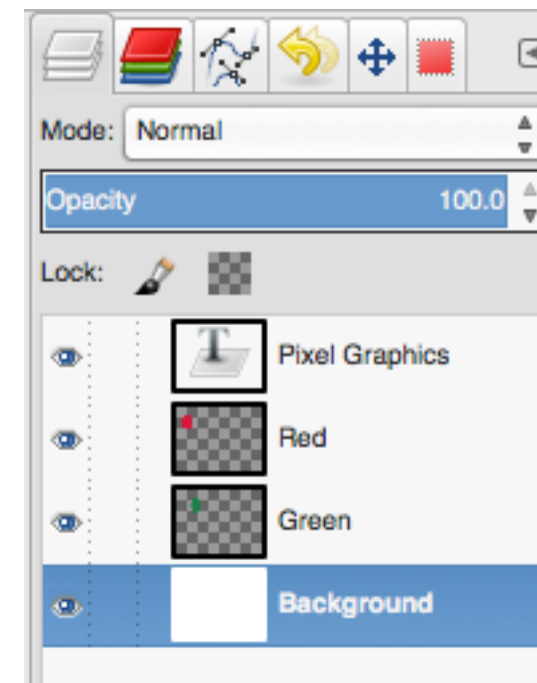 Mode: Normal
Opacity 100.0
Lock:
T Pixel Graphics
Red
Green
Background